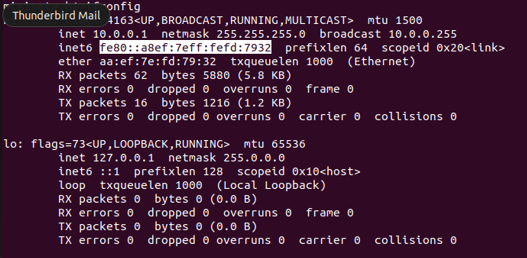 Config
Thunderbird Mail
4163<UP,BROADCAST,RUNNING,MULTICAST>  mtu 1500
inet 10.0.0.1  netmask 255.255.255.0  broadcast 10.0.0.255
inet6 fe80::a8ef:7eff:fefd:7932  prefixlen 64  scopeid 0x20<link>
ether aa:ef:7e:fd:79:32  txqueuelen 1000  (Ethernet)
RX packets 62  bytes 5880 (5.8 KB)
RX errors 0  dropped 0  overruns 0  frame 0
TX packets 16  bytes 1216 (1.2 KB)
TX errors 0  dropped 0 overruns 0  carrier 0  collisions 0
lo: flags=73<UP,LOOPBACK,RUNNING>  mtu 65536
inet 127.0.0.1  netmask 255.0.0.0
inet6 ::1  prefixlen 128  scopeid 0x10<host>
loop  txqueuelen 1000  (Local Loopback)
RX packets 0  bytes 0 (0.0 B)
RX errors 0  dropped 0  overruns 0  frame 0
TX packets 0  bytes 0 (0.0 B)
TX errors 0  dropped 0 overruns 0  carrier 0  collisions 0